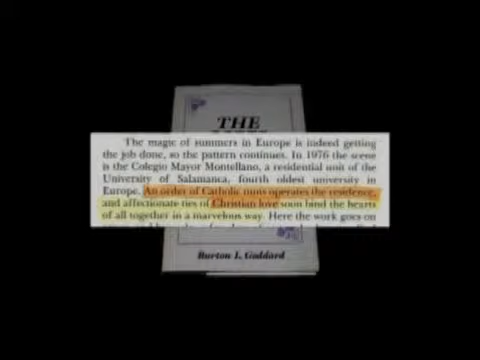 THE
The magic of summers in Europe is indeed getting
the job done, so the pattern continues. In 1976 the scene
is the Colegio Mayor Montellano, a residential unit of the
University of Salamanca, fourth oldest university in
Europe. An order of Catholic nuns operates the residence,
and affectionate ties of Christian love soon bind the hearts
of all together in a marvelous way. Here the work goes on
Burton L. Goddard